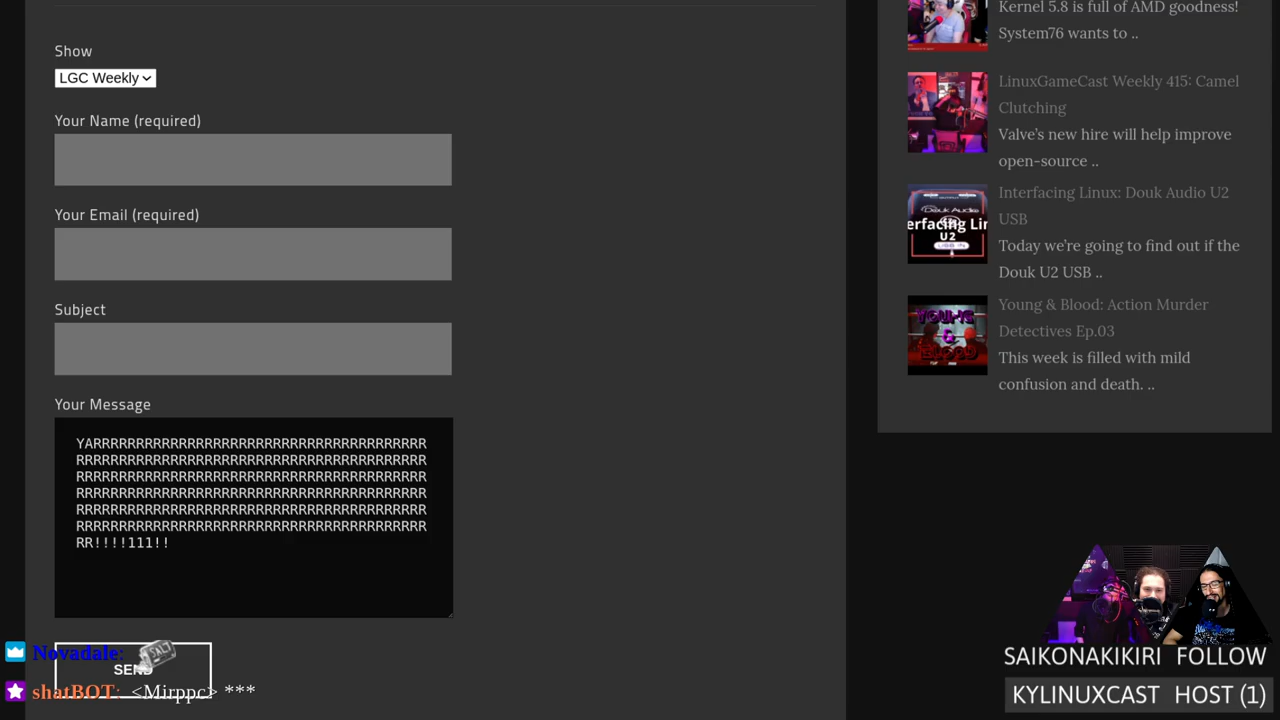 Show
LGC Weekly
Your Name (required)
Your Email (required)
Subject
Your Message
YARRRRRRRRRRRRRRRRRRRRRRRRRRRRRRRRRRRRRRR
RRRRRRRRRRRRRRRRRRRRRRRRRRRRRRRRRRRRRRRRR
RRRRRRRRRRRRRRRRRRRRRRRRRRRRRRRRRRRRRRRRR
RRRRRRRRRRRRRRRRRRRRRRRRRRRRRRRRRRRRRRRRR
RRRRRRRRRRRRRRRRRRRRRRRRRRRRRRRRRRRRRRRRR
RRRRRRRRRRRRRRRRRRRRRRRRRRRRRRRRRRRRRRRRR
RR!!!!111!!
SEND
Novadale: SALT
shatBOT: <Mirppc> ***
Kernel 5.8 is full of AMD goodness!
System76 wants to ..
LinuxGameCast Weekly 415: Camel
Clutching
Valve's new hire will help improve
open-source ..
Interfacing Linux: Douk Audio U2
USB
Today we're going to find out if the
Douk U2 USB ..
Young & Blood: Action Murder
Detectives Ep.03
This week is filled with mild
confusion and death. ..
SAIKONAKIKIRI FOLLOW
KYLINUXCAST HOST (1)